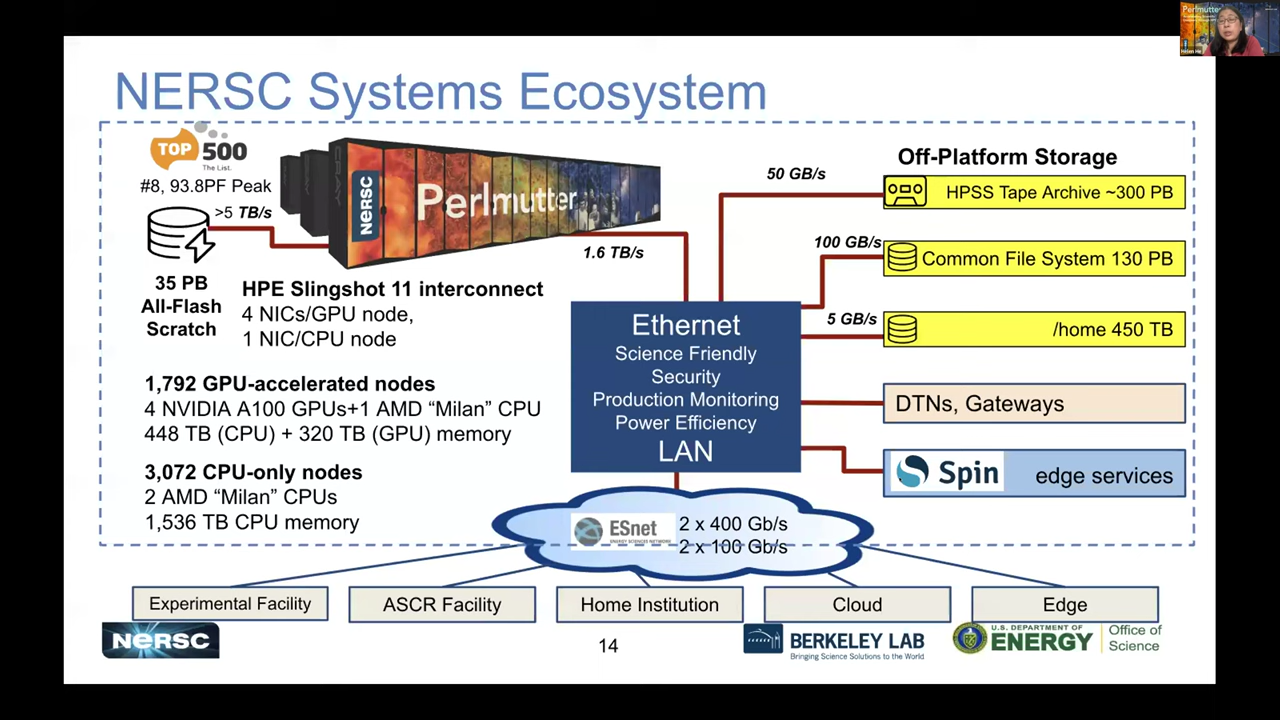 NERSC Systems Ecosystem
TOP 500
The List.
#8, 93.8PF Peak
>5 TB/s
NERSC
Perlmutter
1.6 TB/s
35 PB
All-Flash
Scratch
HPE Slingshot 11 interconnect
4 NICs/GPU node,
1 NIC/CPU node
1,792 GPU-accelerated nodes
4 NVIDIA A100 GPUs+1 AMD “Milan” CPU
448 TB (CPU) + 320 TB (GPU) memory
3,072 CPU-only nodes
2 AMD “Milan” CPUs
1,536 TB CPU memory
Ethernet
Science Friendly
Security
Production Monitoring
Power Efficiency
LAN
Off-Platform Storage
50 GB/s
HPSS Tape Archive ~300 PB
100 GB/s
Common File System 130 PB
5 GB/s
/home 450 TB
DTNs, Gateways
Spin edge services
ESnet
ENERGY SCIENCES NETWORK
2 x 400 Gb/s
2 x 100 Gb/s
Experimental Facility
ASCR Facility
Home Institution
Cloud
Edge
NERSC
14
BERKELEY LAB
Bringing Science Solutions to the World
U.S. DEPARTMENT OF
ENERGY
Office of
Science
Perlmutter